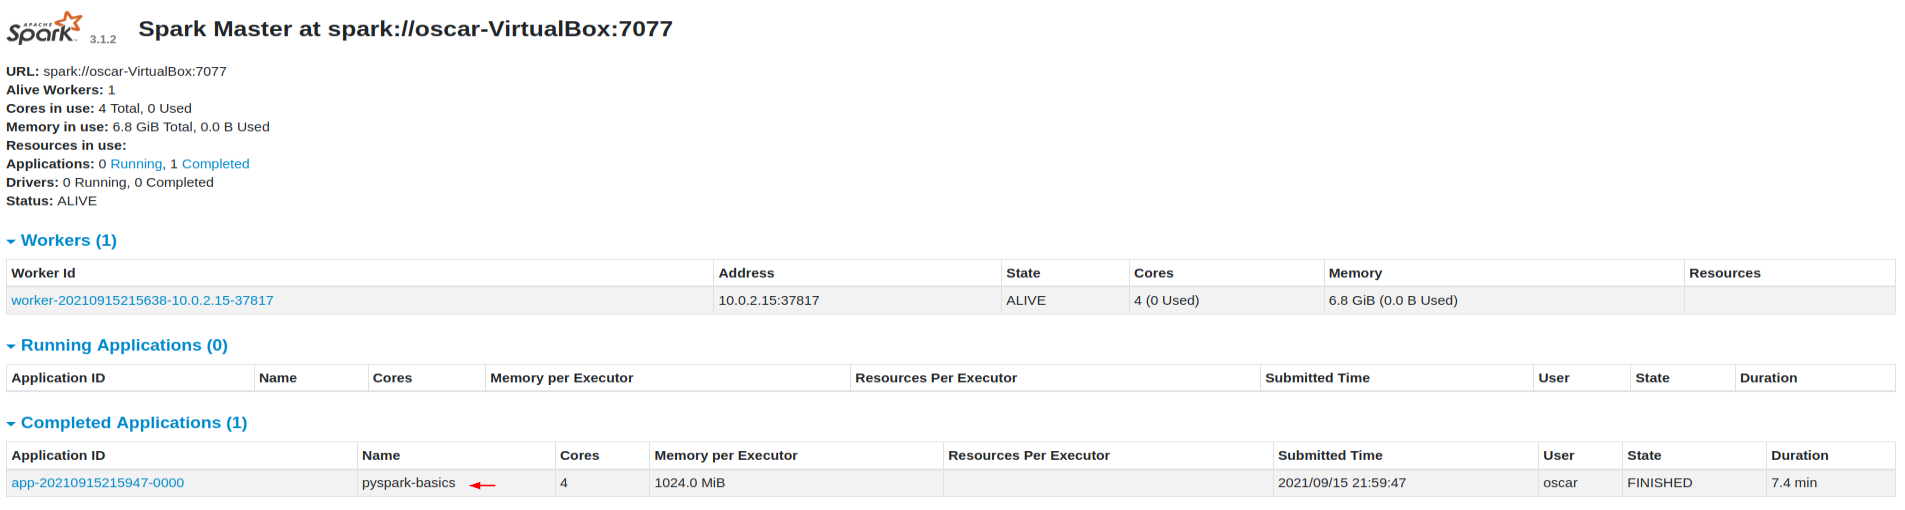 APACHE
Spark 3.1.2 Spark Master at spark://oscar-VirtualBox:7077
URL: spark://oscar-VirtualBox:7077
Alive Workers: 1
Cores in use: 4 Total, 0 Used
Memory in use: 6.8 GiB Total, 0.0 B Used
Resources in use:
Applications: 0 Running, 1 Completed
Drivers: 0 Running, 0 Completed
Status: ALIVE
Workers (1)
Worker Id Address State Cores Memory Resources
worker-20210915215638-10.0.2.15-37817 10.0.2.15:37817 ALIVE 4 (0 Used) 6.8 GiB (0.0 B Used)
Running Applications (0)
Application ID Name Cores Memory per Executor Resources Per Executor Submitted Time User State Duration
Completed Applications (1)
Application ID Name Cores Memory per Executor Resources Per Executor Submitted Time User State Duration
app-20210915215947-0000 pyspark-basics 4 1024.0 MiB 2021/09/15 21:59:47 oscar FINISHED 7.4 min